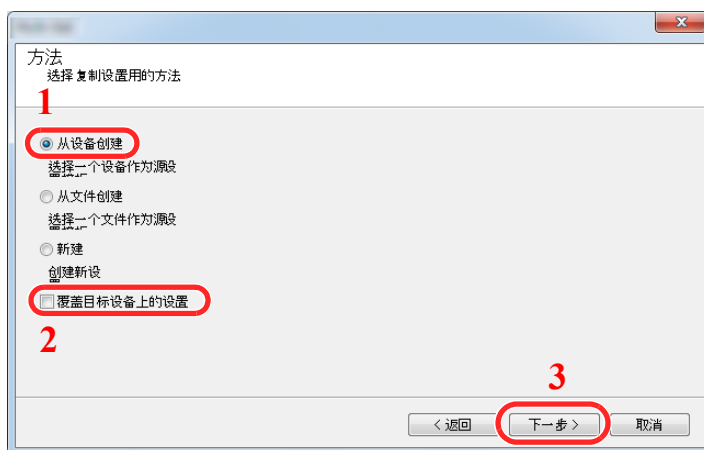 方法
选择复制设置用的方法
1
从设备创建
选择一个设备作为源设
从文件创建
选择一个文件作为源设
新建
创建新设
覆盖目标设备上的设置
2
3
<返回
下一步>
取消